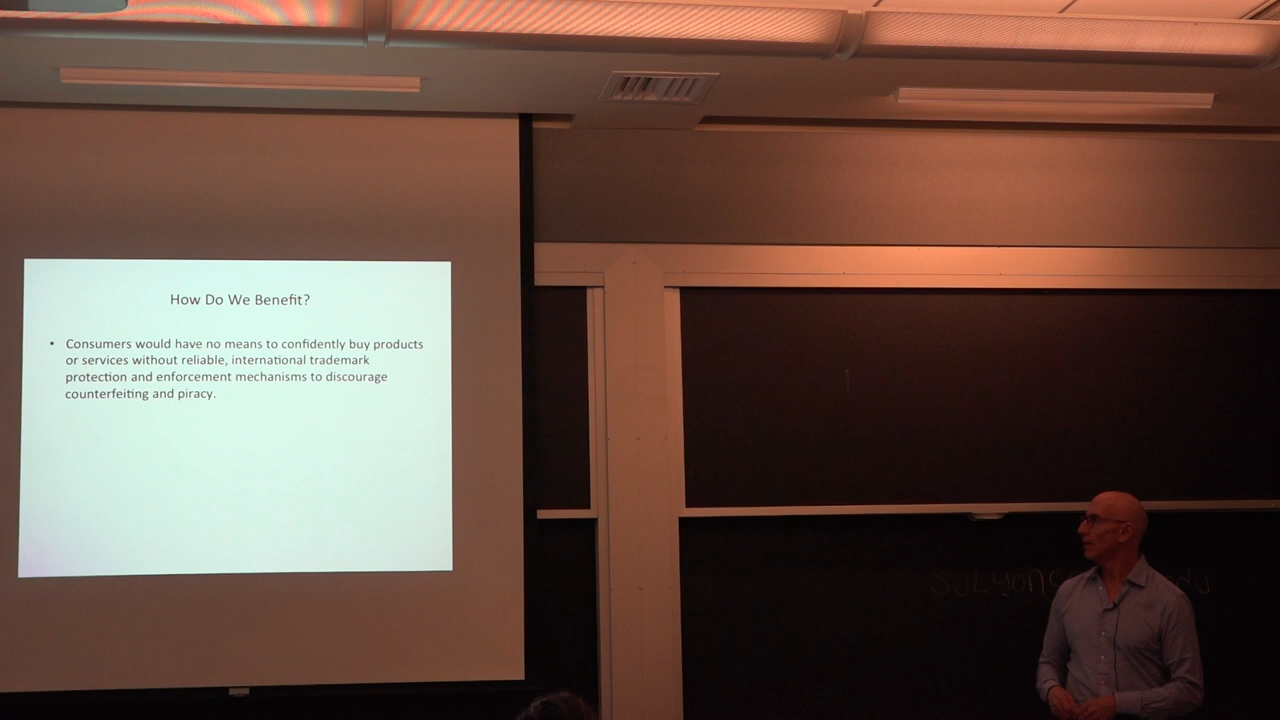 How Do We Benefit?
• Consumers would have no means to confidently buy products
or services without reliable, international trademark
protection and enforcement mechanisms to discourage
counterfeiting and piracy.